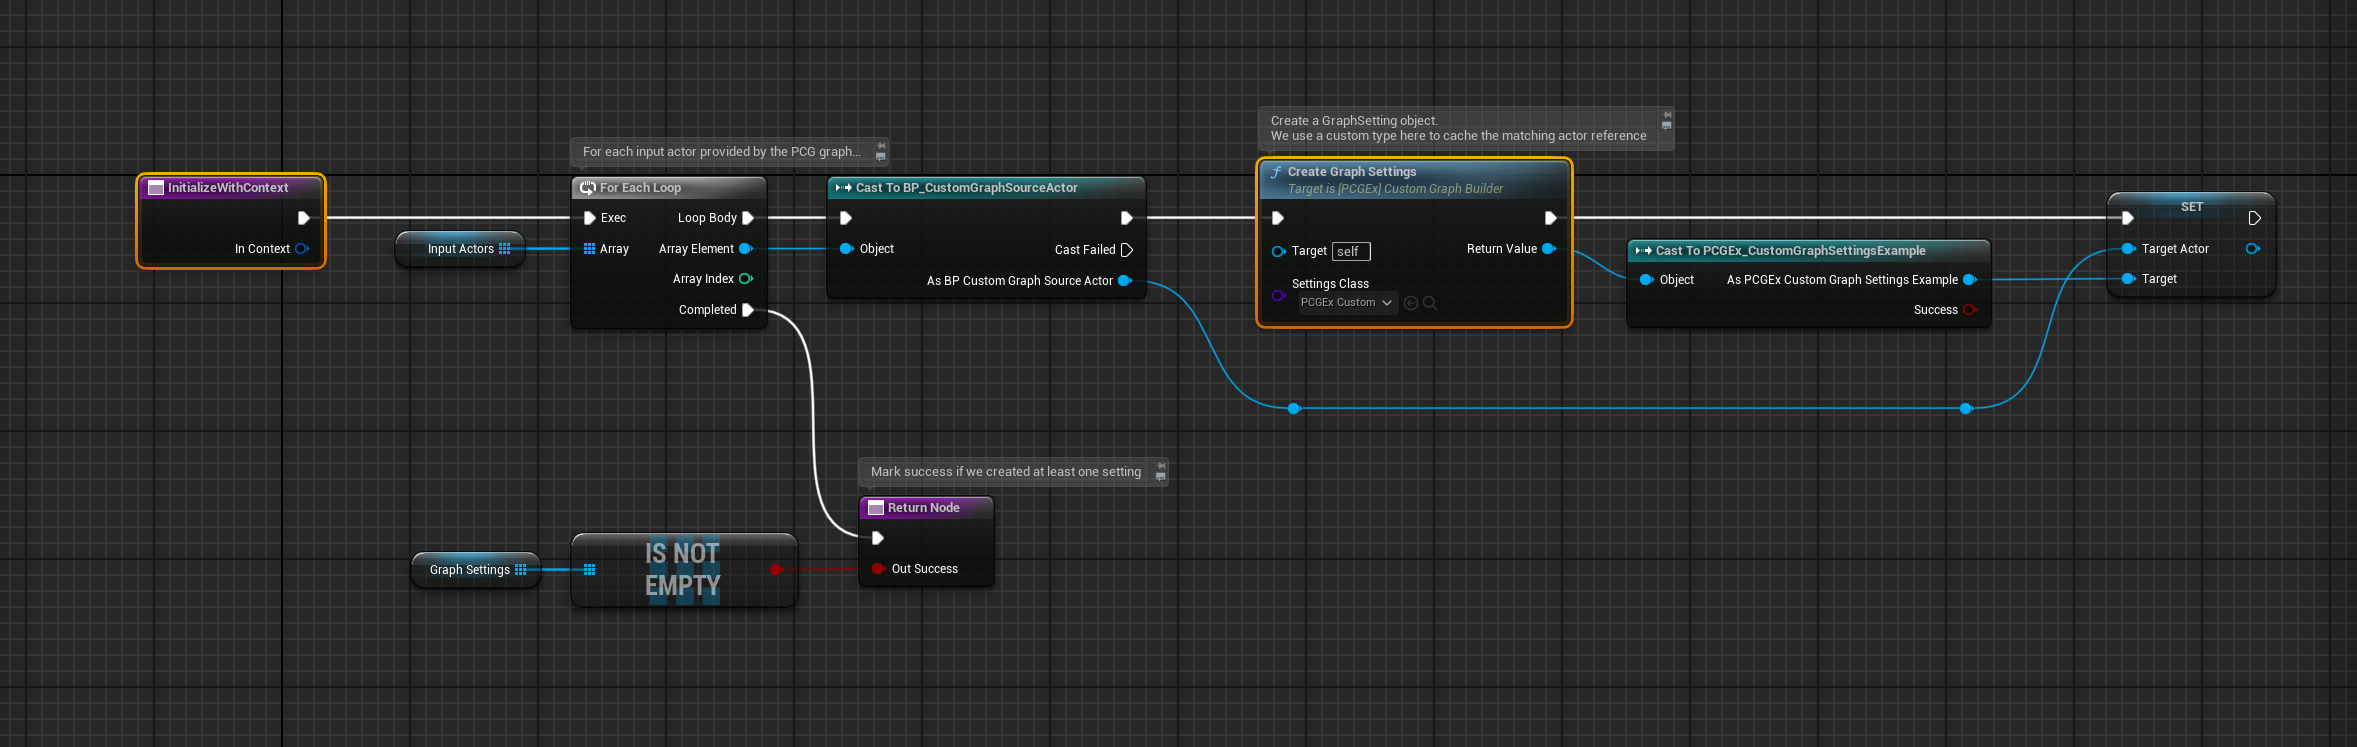 Create a GraphSetting object.
We use a custom type here to cache the matching actor reference
For each input actor provided by the PCG graph...
InitializeWithContext
In Context
Input Actors
For Each Loop
Exec
Loop Body
Array
Array Element
Array Index
Completed
Cast To BP_CustomGraphSourceActor
Object
Cast Failed
As BP Custom Graph Source Actor
Create Graph Settings
Target is [PCGEx] Custom Graph Builder
Target
self
Return Value
Settings Class
PCGEx Custom
Cast To PCGEx_CustomGraphSettingsExample
Object
As PCGEx Custom Graph Settings Example
Success
SET
Target Actor
Target
Mark success if we created at least one setting
Return Node
Out Success
Graph Settings
IS NOT
EMPTY